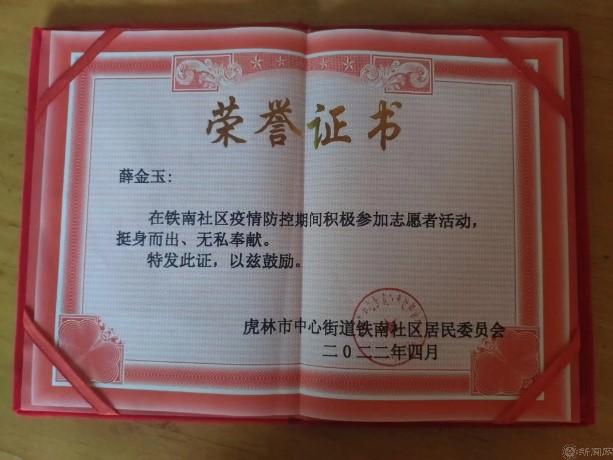 荣誉证书
薛金玉:
在铁南社区疫情防控期间积极参加志愿者活动,
挺身而出、无私奉献。
特发此证,以兹鼓励。
虎林市中心街道铁南社区居民委员会
二〇二二年四月
新闻网